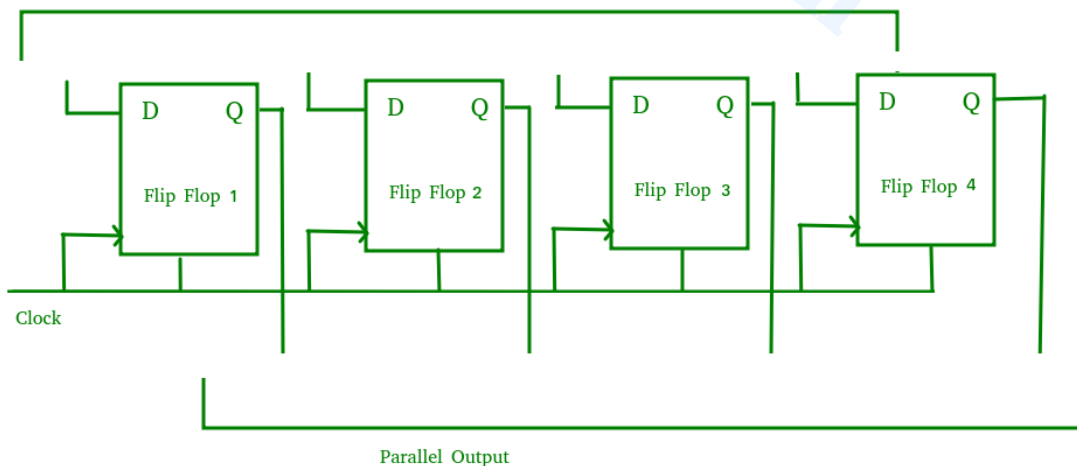 D Q
Flip Flop 1
D Q
Flip Flop 2
D Q
Flip Flop 3
D Q
Flip Flop 4
Clock
Parallel Output